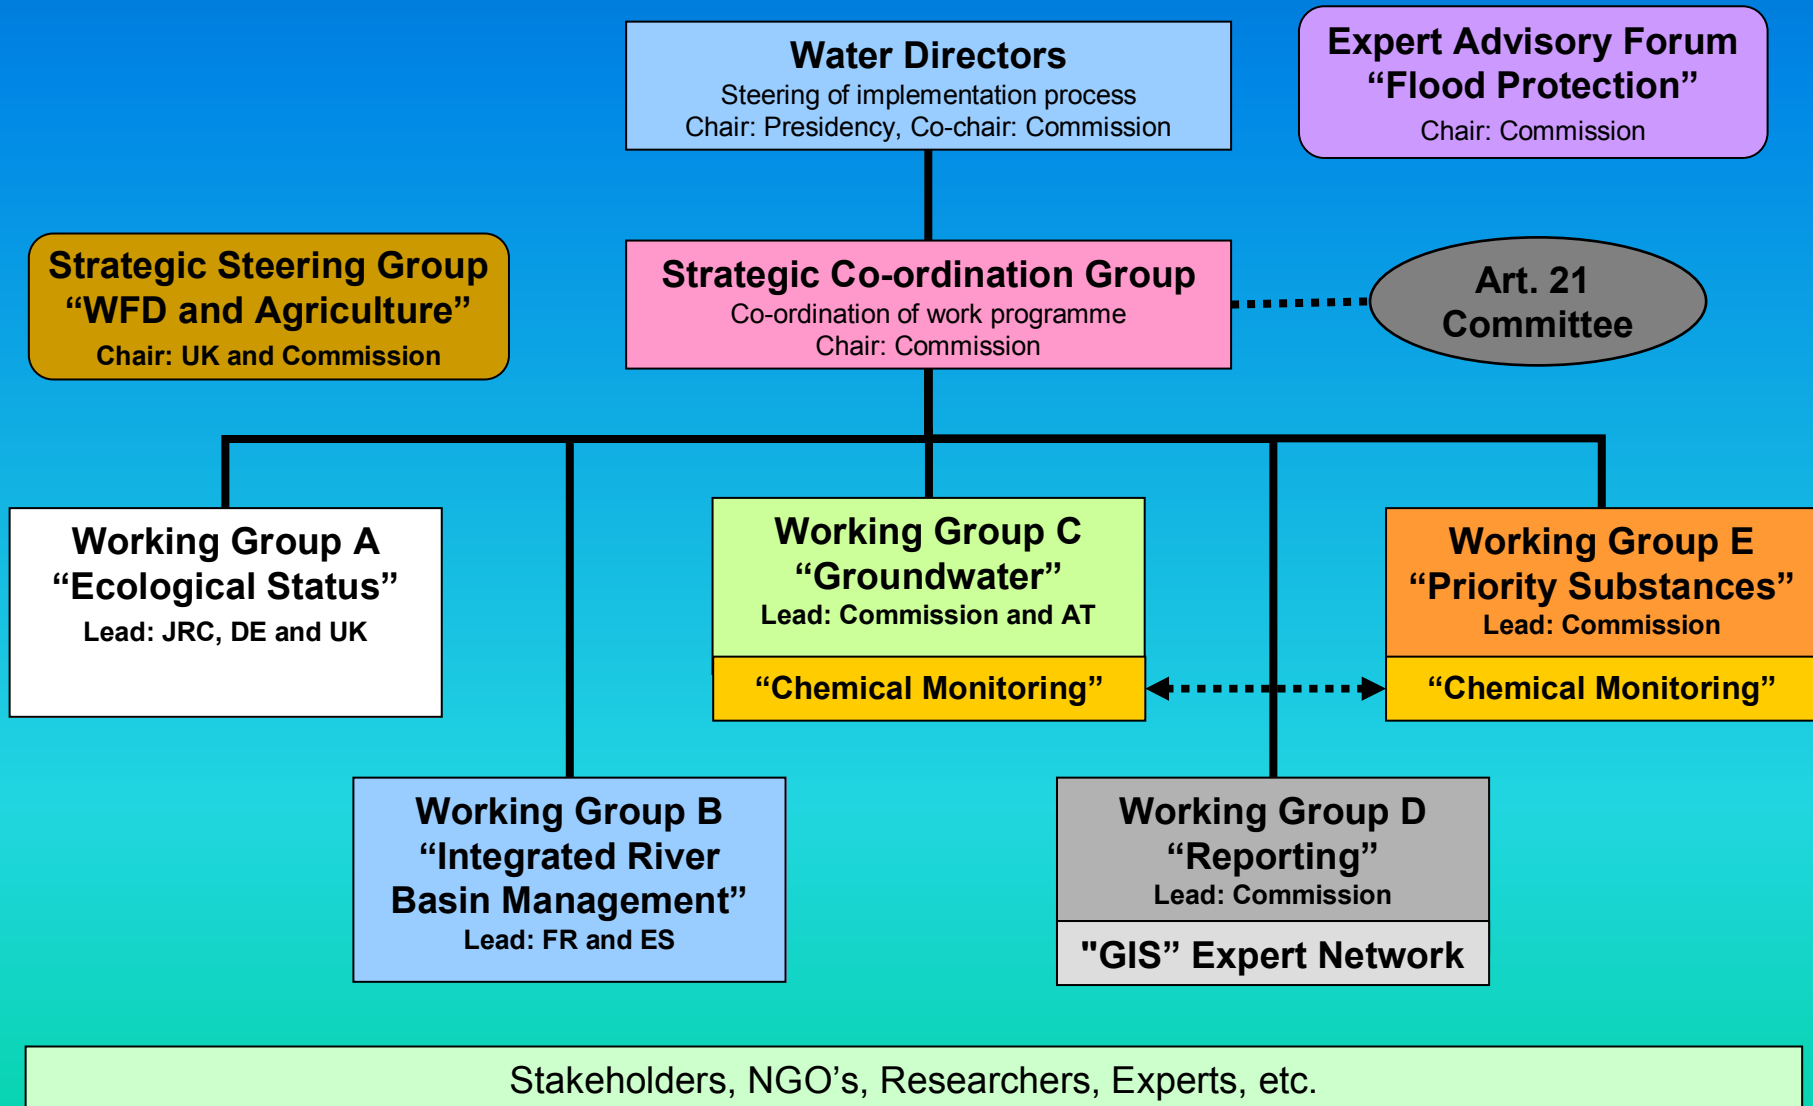 Water Directors
Steering of implementation process
Chair: Presidency, Co-chair: Commission
Expert Advisory Forum
“Flood Protection”
Chair: Commission
Strategic Steering Group
“WFD and Agriculture”
Chair: UK and Commission
Strategic Co-ordination Group
Co-ordination of work programme
Chair: Commission
Art. 21
Committee
Working Group A
“Ecological Status”
Lead: JRC, DE and UK
Working Group C
“Groundwater”
Lead: Commission and AT
“Chemical Monitoring”
Working Group E
“Priority Substances”
Lead: Commission
“Chemical Monitoring”
Working Group B
“Integrated River
Basin Management”
Lead: FR and ES
Working Group D
“Reporting”
Lead: Commission
"GIS” Expert Network
Stakeholders, NGO’s, Researchers, Experts, etc.